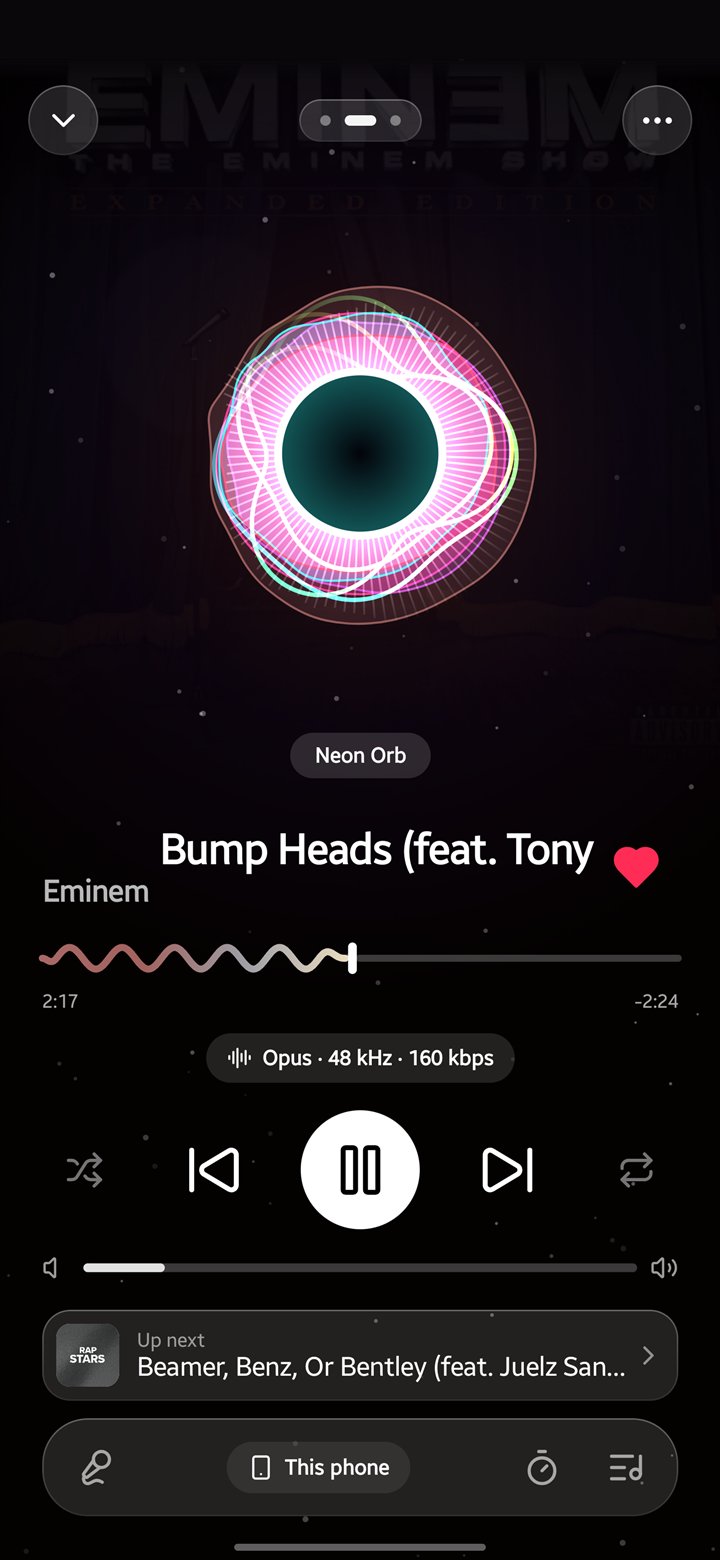 EMINEM
THE EMINEM SHOW
EXPANDED EDITION
Neon Orb
Bump Heads (feat. Tony
Eminem
2:17
-2:24
Opus · 48 kHz · 160 kbps
Up next
RAP
STARS
Beamer, Benz, Or Bentley (feat. Juelz San...
This phone